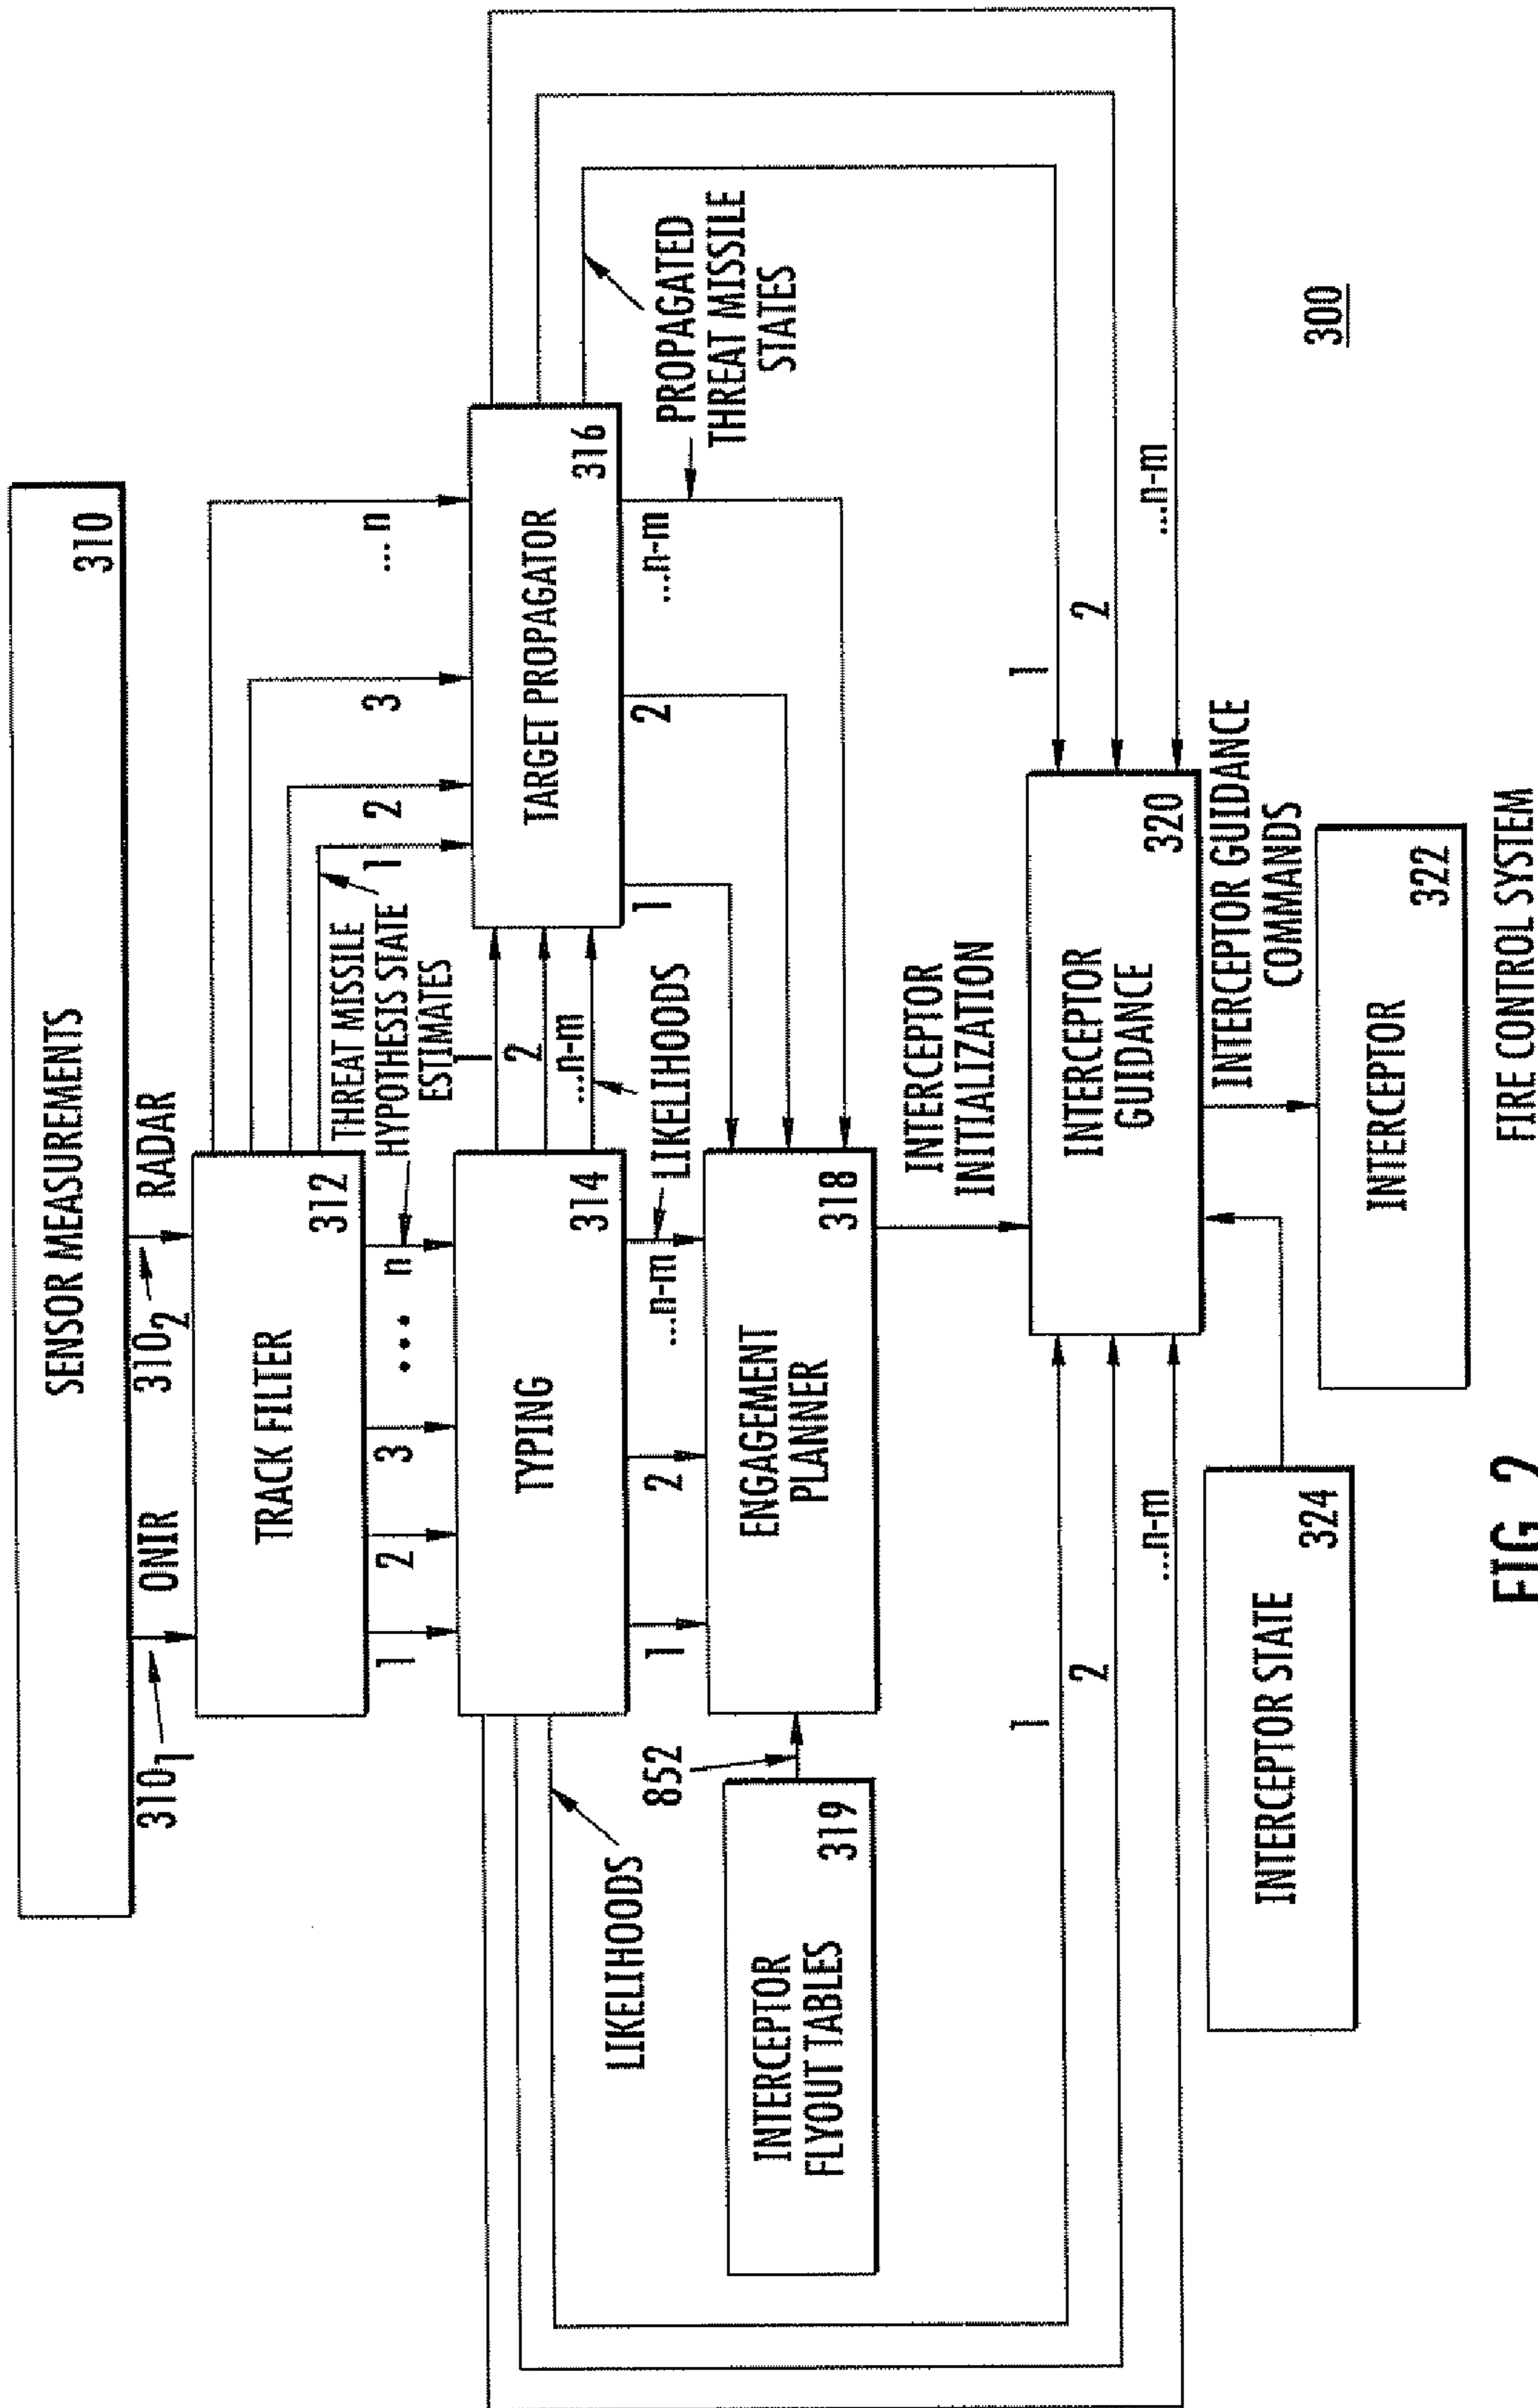 SENSOR MEASUREMENTS
310
310₁
ONIR
310₂
RADAR
TRACK FILTER
312
1
2
3
... n
THREAT MISSILE
HYPOTHESIS STATE
ESTIMATES
1
2
3
... n
TYPING
314
1
2
...n-m
LIKELIHOODS
TARGET PROPAGATOR
316
1
2
...n-m
PROPAGATED
THREAT MISSILE
STATES
1
2
...n-m
LIKELIHOODS
LIKELIHOODS
852
INTERCEPTOR
FLYOUT TABLES
319
ENGAGEMENT
PLANNER
318
INTERCEPTOR
INITIALIZATION
1
2
...n-m
INTERCEPTOR
GUIDANCE
320
1
2
...n-m
INTERCEPTOR GUIDANCE
COMMANDS
INTERCEPTOR STATE
324
INTERCEPTOR
322
300
FIG. 2
FIRE CONTROL SYSTEM